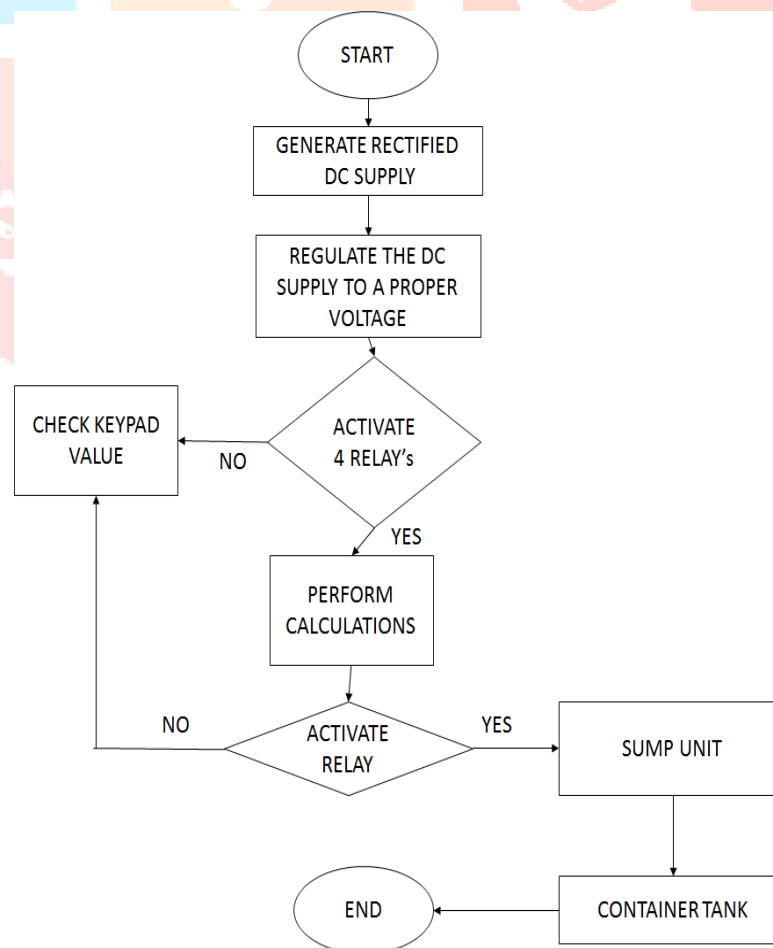 START
GENERATE RECTIFIED
DC SUPPLY
REGULATE THE DC
SUPPLY TO A PROPER
VOLTAGE
CHECK KEYPAD
VALUE
NO
ACTIVATE
4 RELAY's
YES
PERFORM
CALCULATIONS
NO
ACTIVATE
RELAY
YES
SUMP UNIT
END
CONTAINER TANK